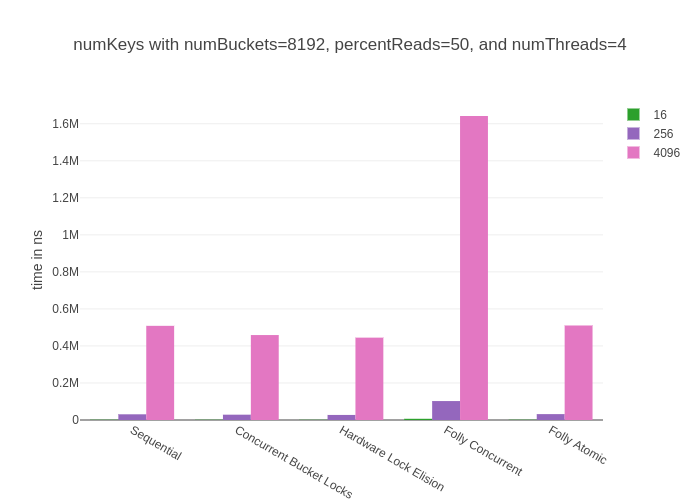 numKeys with numBuckets=8192, percentReads=50, and numThreads=4
16
256
4096
1.6M
1.4M
1.2M
1M
0.8M
0.6M
0.4M
0.2M
0
time in ns
Sequential
Concurrent Bucket Locks
Hardware Lock Elision
Folly Concurrent
Folly Atomic